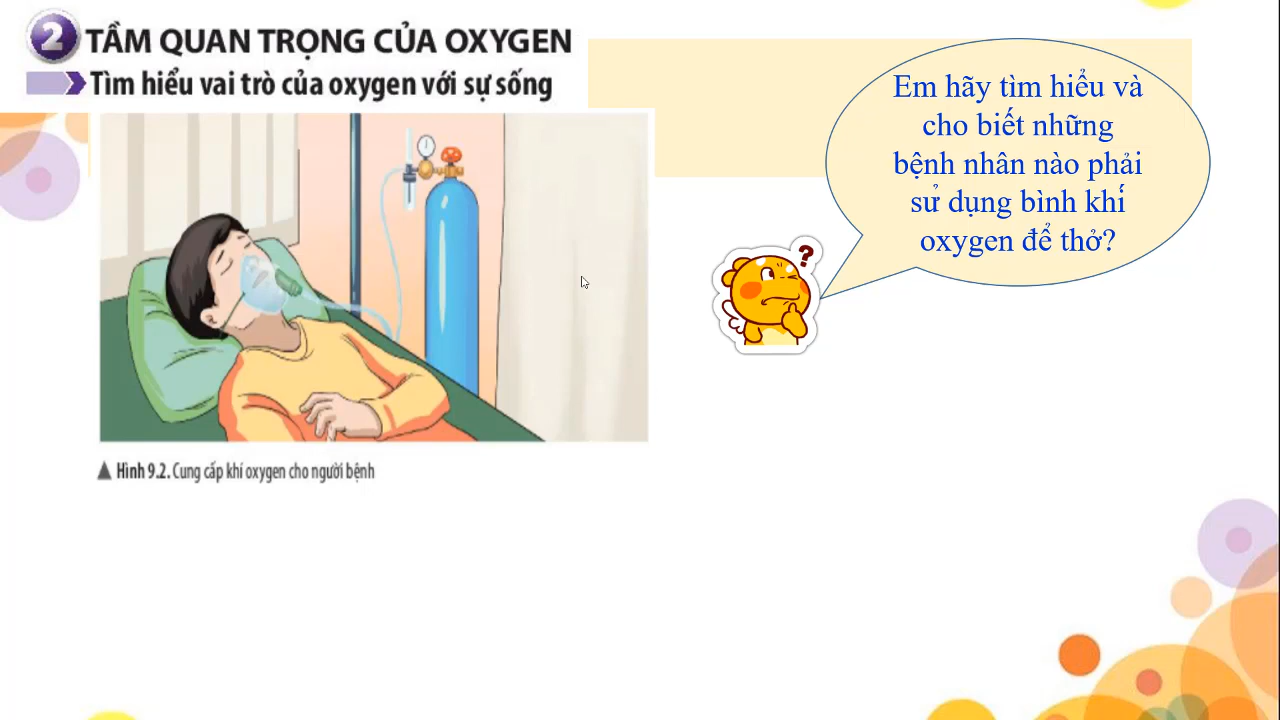 2 TẦM QUAN TRỌNG CỦA OXYGEN
Tìm hiểu vai trò của oxygen với sự sống
Em hãy tìm hiểu và
cho biết những
bệnh nhân nào phải
sử dụng bình khí
oxygen để thở?
?
▲ Hình 9.2. Cung cấp khí oxygen cho người bệnh